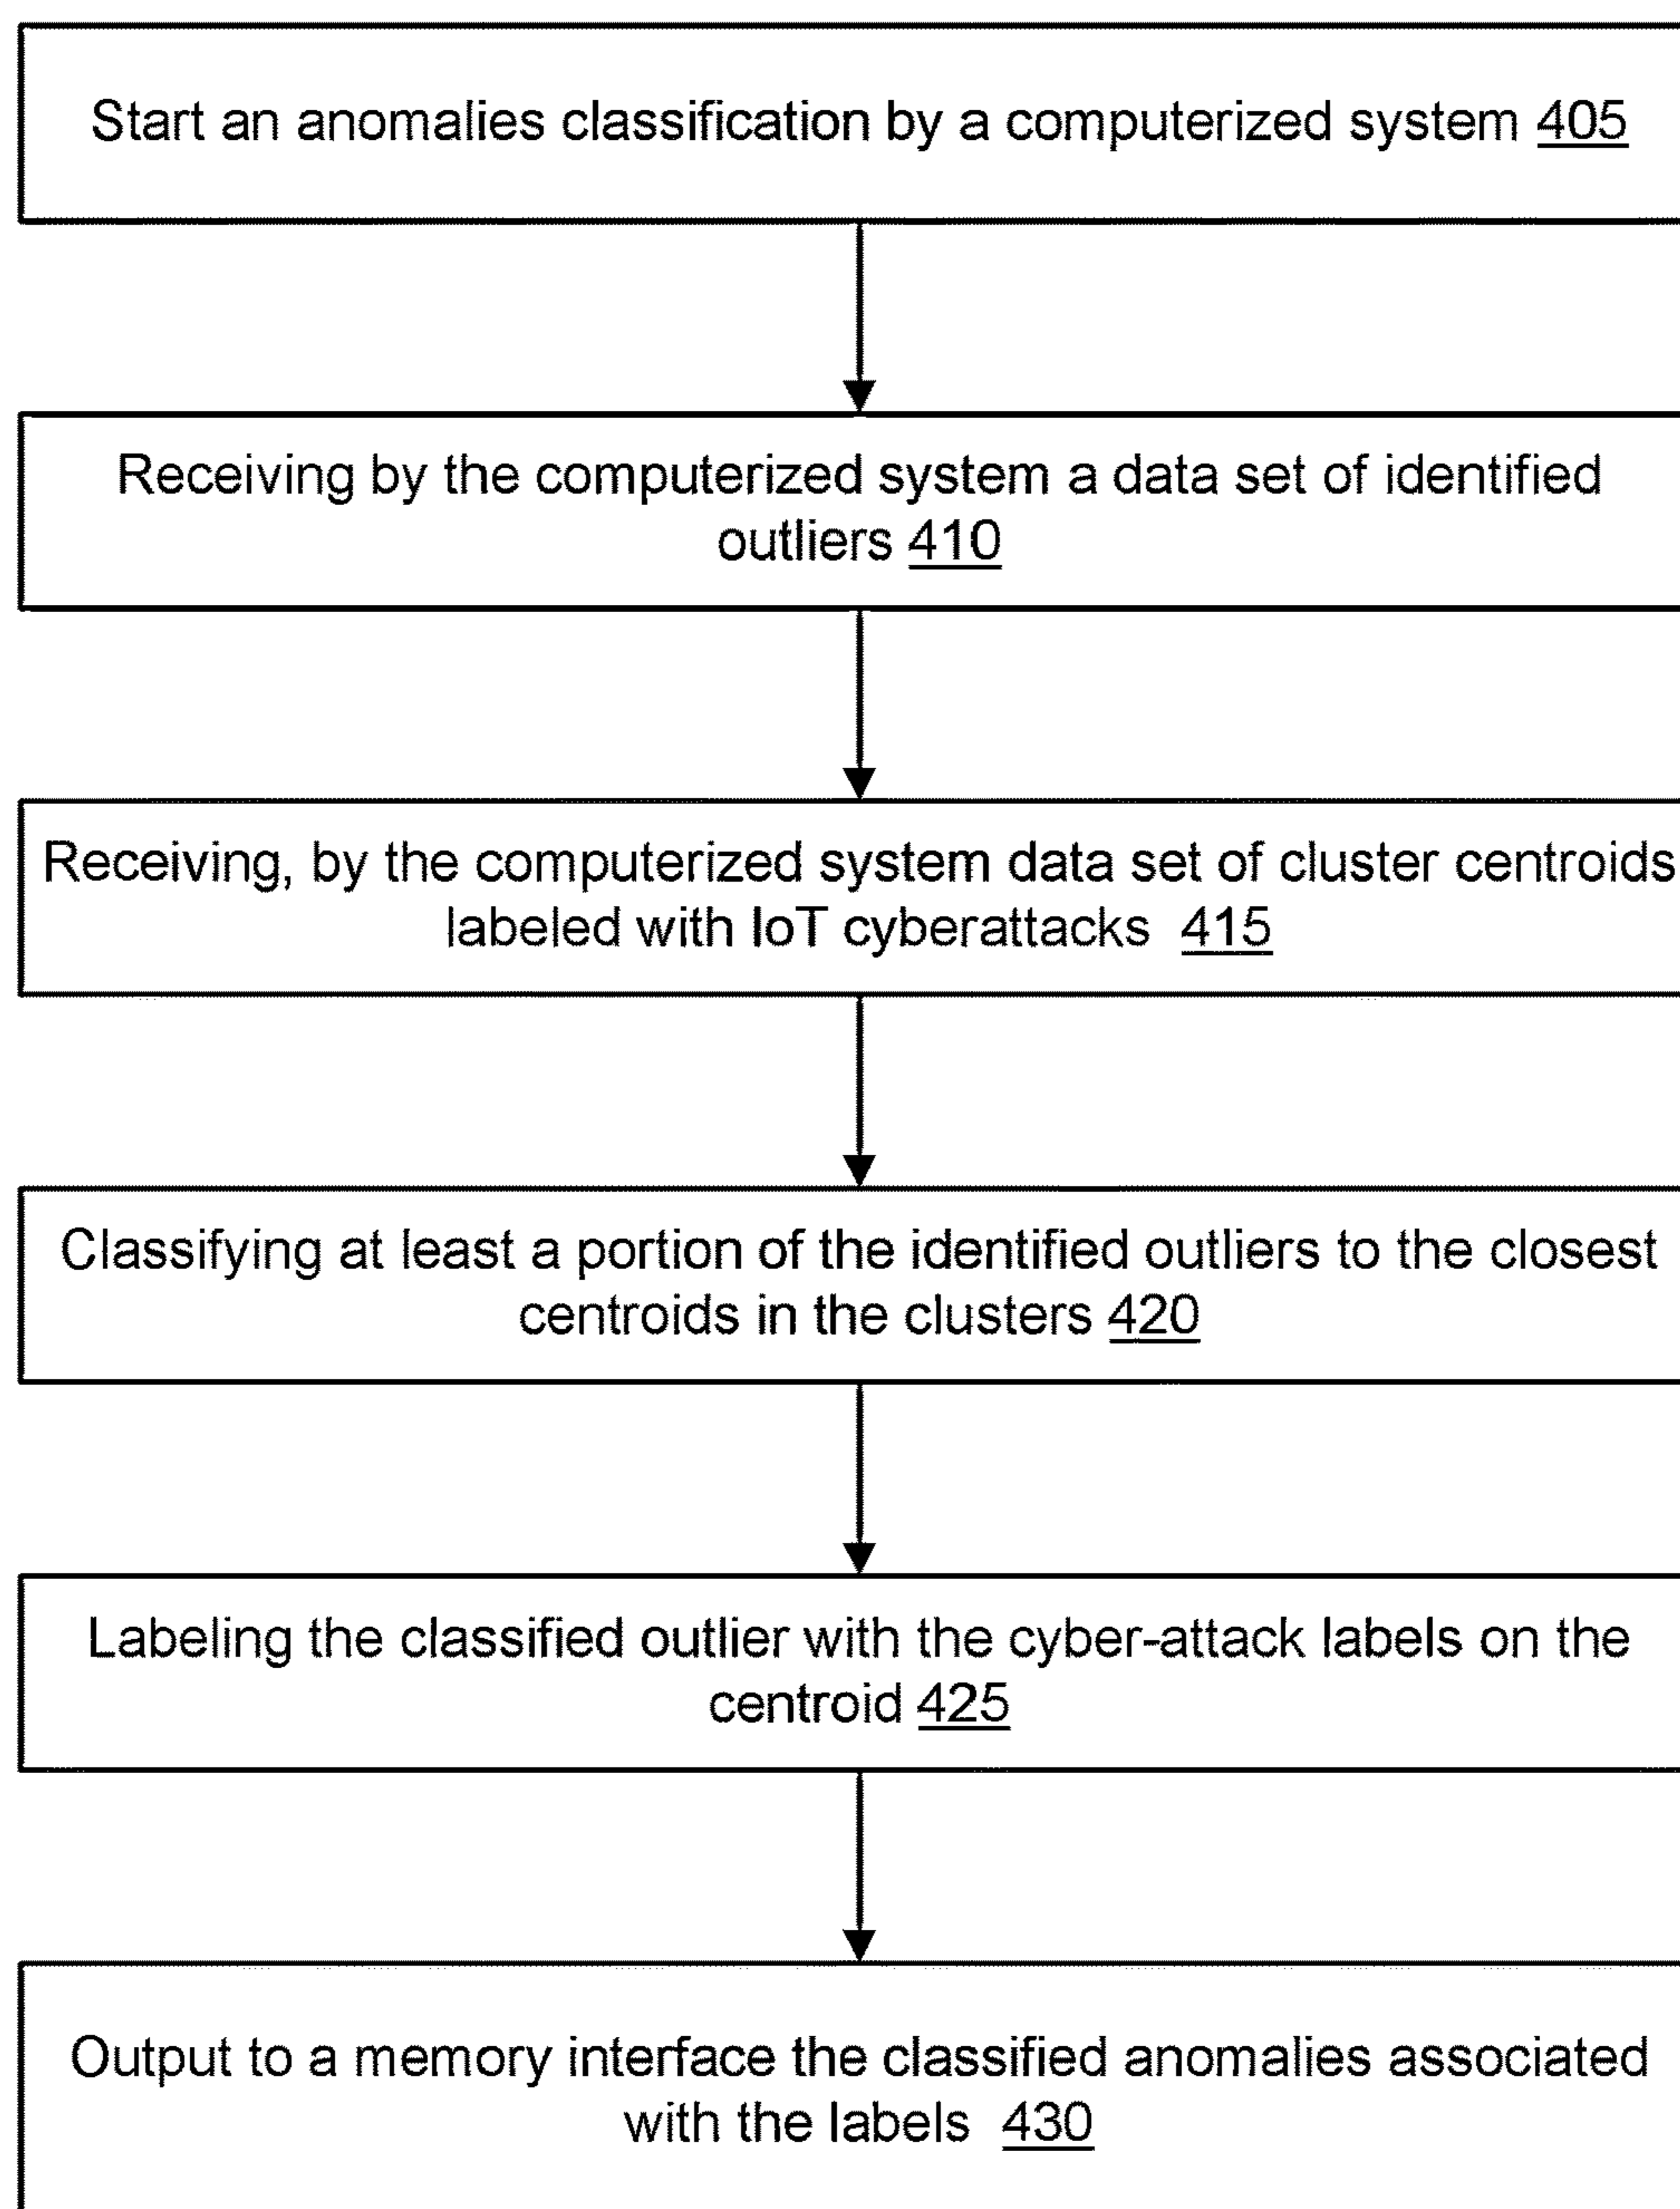 Start an anomalies classification by a computerized system 405
Receiving by the computerized system a data set of identified
outliers 410
Receiving, by the computerized system data set of cluster centroids
labeled with IoT cyberattacks 415
Classifying at least a portion of the identified outliers to the closest
centroids in the clusters 420
Labeling the classified outlier with the cyber-attack labels on the
centroid 425
Output to a memory interface the classified anomalies associated
with the labels 430